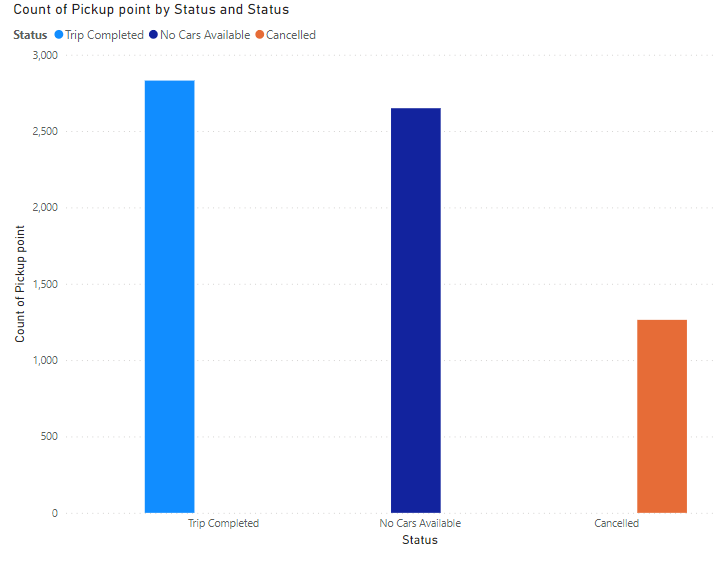 Count of Pickup point by Status and Status
Status Trip Completed No Cars Available Cancelled
3,000
2,500
2,000
1,500
1,000
500
0
Count of Pickup point
Trip Completed No Cars Available Cancelled
Status